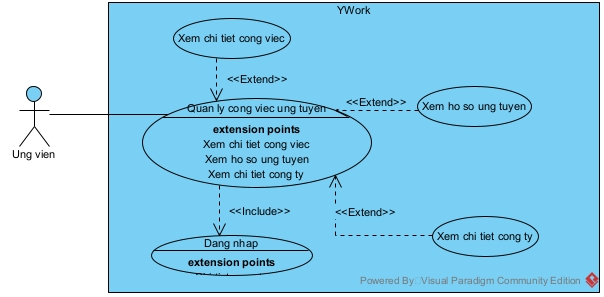 YWork
Xem chi tiet cong viec
<<Extend>>
Quan ly cong viec ung tuyen
<<Extend>>
Xem ho so ung tuyen
extension points
Xem chi tiet cong viec
Xem ho so ung tuyen
Xem chi tiet cong ty
Ung vien
<<Include>>
<<Extend>>
Xem chi tiet cong ty
Dang nhap
extension points
Powered By Visual Paradigm Community Edition